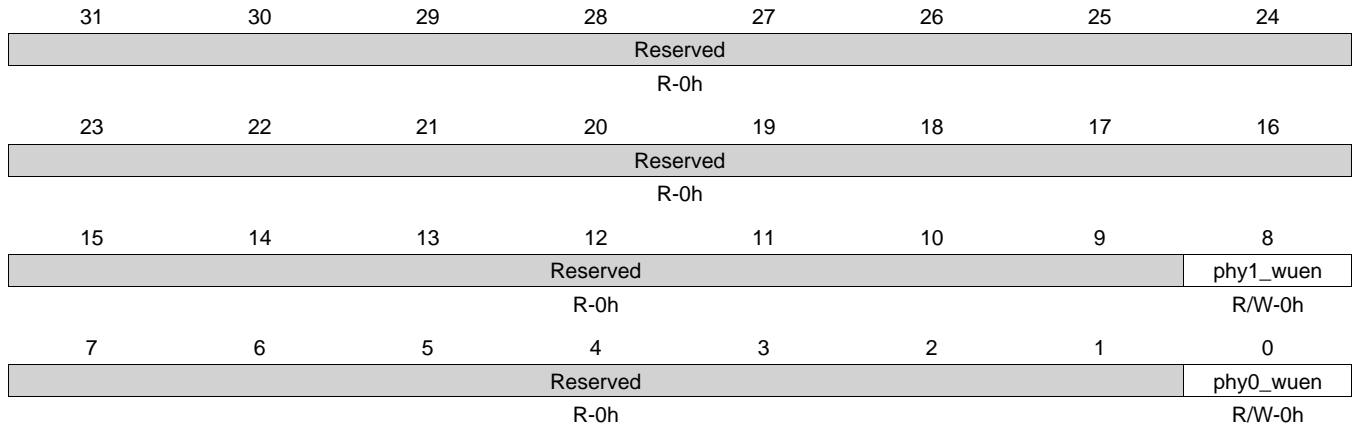 31 30 29 28 27 26 25 24
Reserved
R-0h
23 22 21 20 19 18 17 16
Reserved
R-0h
15 14 13 12 11 10 9 8
Reserved phy1_wuen
R-0h R/W-0h
7 6 5 4 3 2 1 0
Reserved phy0_wuen
R-0h R/W-0h